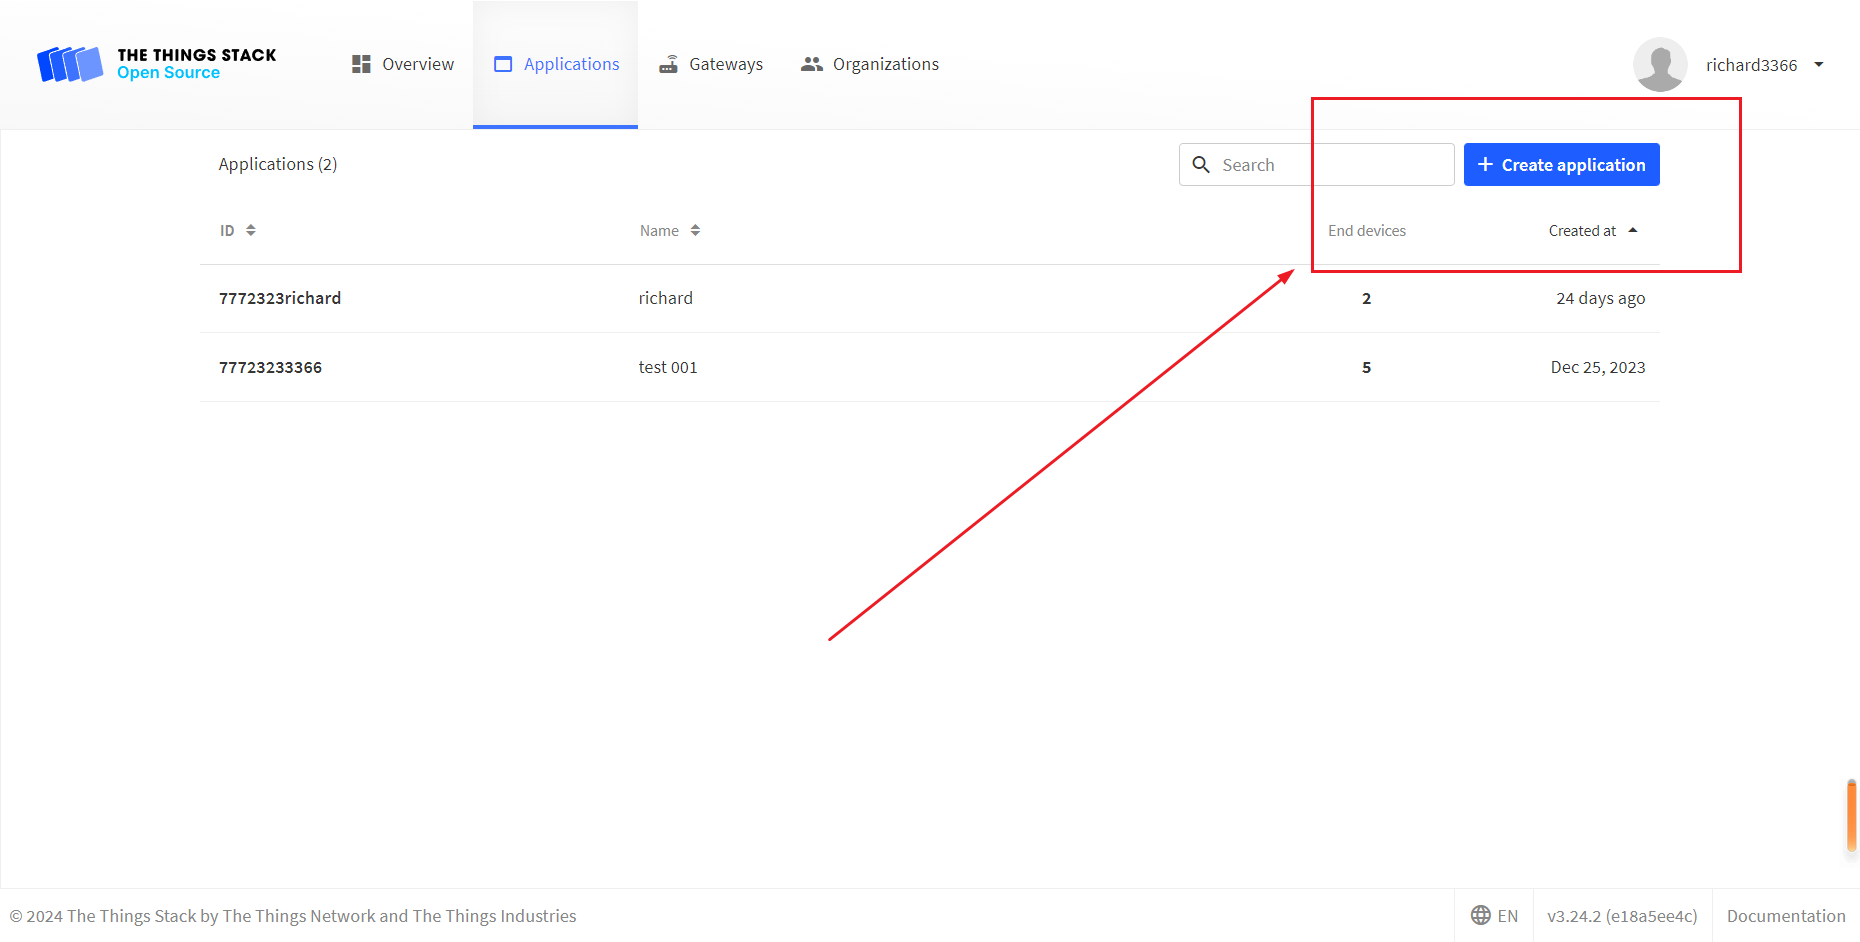 THE THINGS STACK
Open Source
Overview
Applications
Gateways
Organizations
richard3366
Applications (2)
Search
+ Create application
ID
Name
End devices
Created at
7772323richard
richard
2
24 days ago
77723233366
test 001
5
Dec 25, 2023
© 2024 The Things Stack by The Things Network and The Things Industries
EN
v3.24.2 (e18a5ee4c)
Documentation